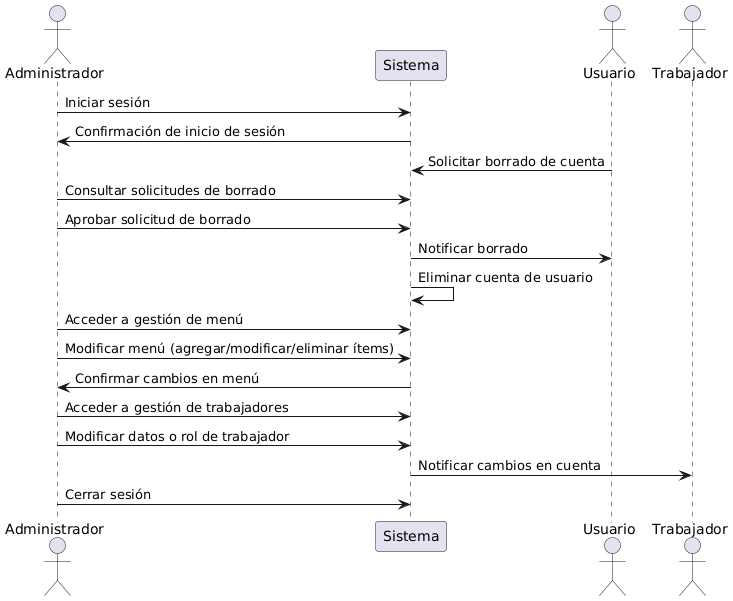 Administrador
Sistema
Usuario
Trabajador
Iniciar sesión
Confirmación de inicio de sesión
Solicitar borrado de cuenta
Consultar solicitudes de borrado
Aprobar solicitud de borrado
Notificar borrado
Eliminar cuenta de usuario
Acceder a gestión de menú
Modificar menú (agregar/modificar/eliminar ítems)
Confirmar cambios en menú
Acceder a gestión de trabajadores
Modificar datos o rol de trabajador
Notificar cambios en cuenta
Cerrar sesión
Administrador
Sistema
Usuario
Trabajador